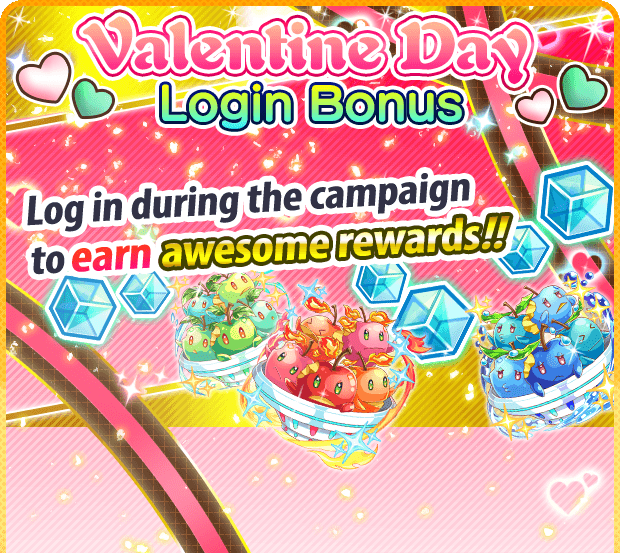 Valentine Day
Login Bonus
Log in during the campaign
to earn awesome rewards!!